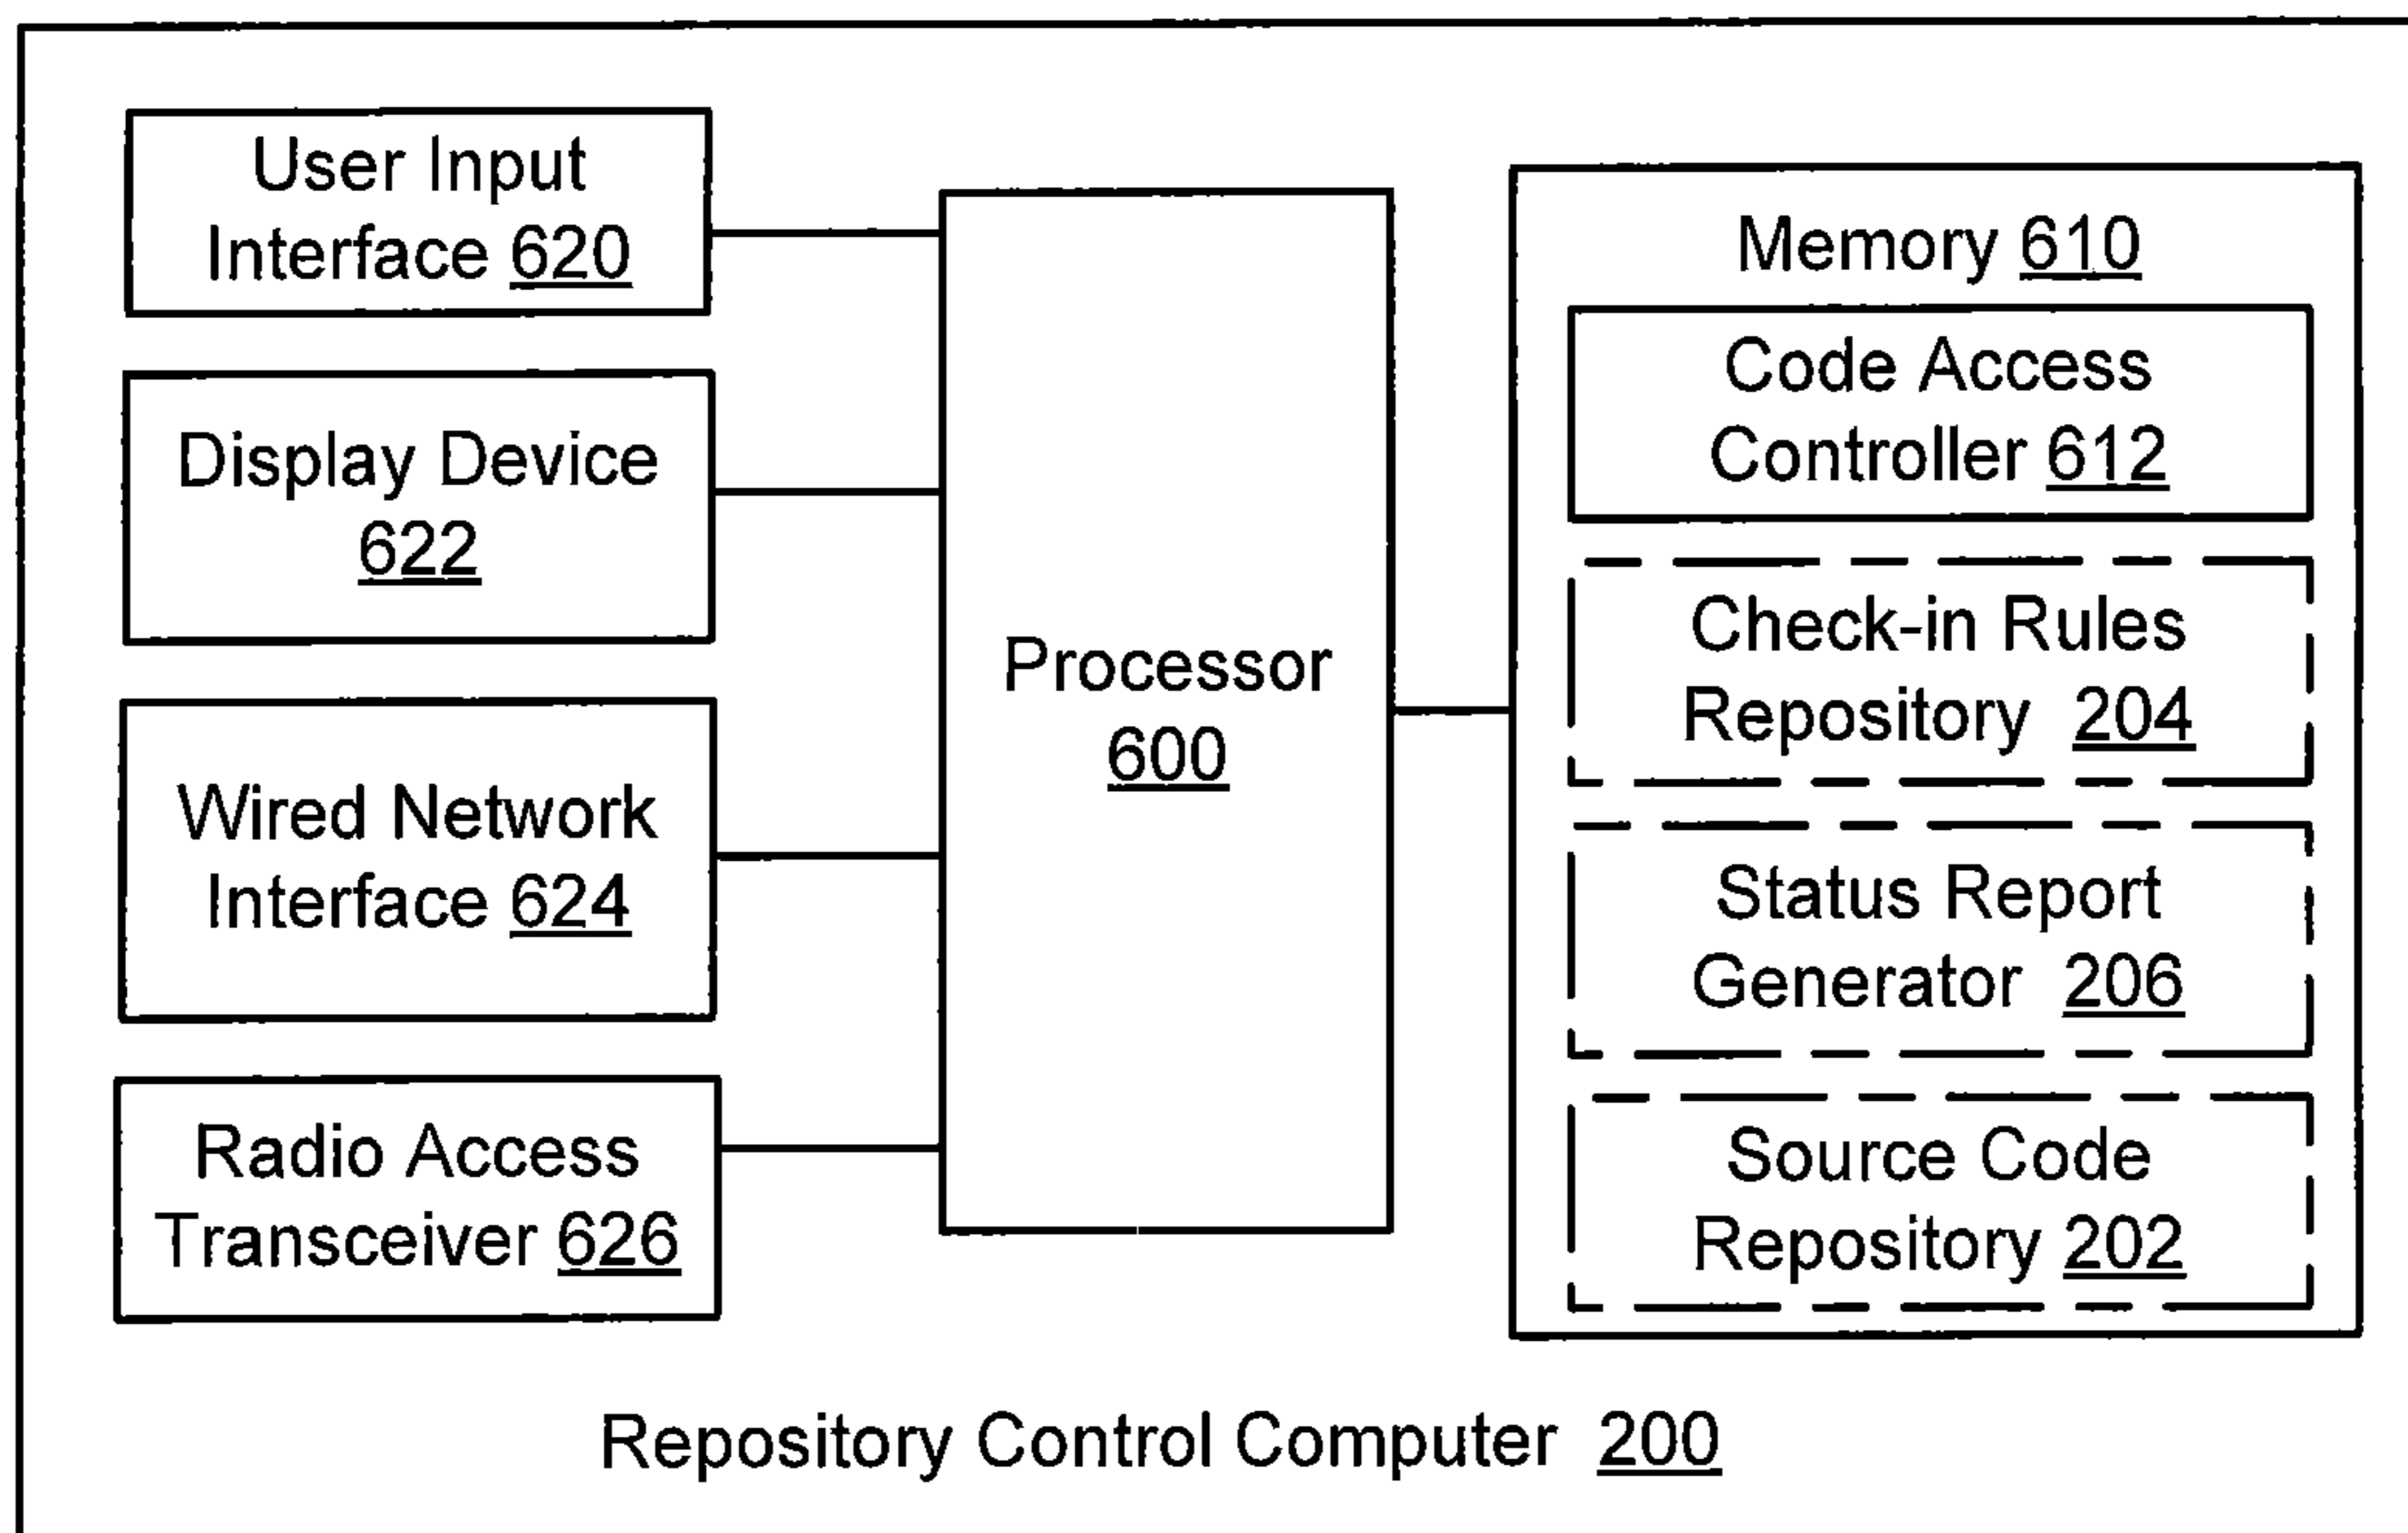 User Input
Interface 620
Display Device
622
Wired Network
Interface 624
Radio Access
Transceiver 626
Processor
600
Memory 610
Code Access
Controller 612
Check-in Rules
Repository 204
Status Report
Generator 206
Source Code
Repository 202
Repository Control Computer 200